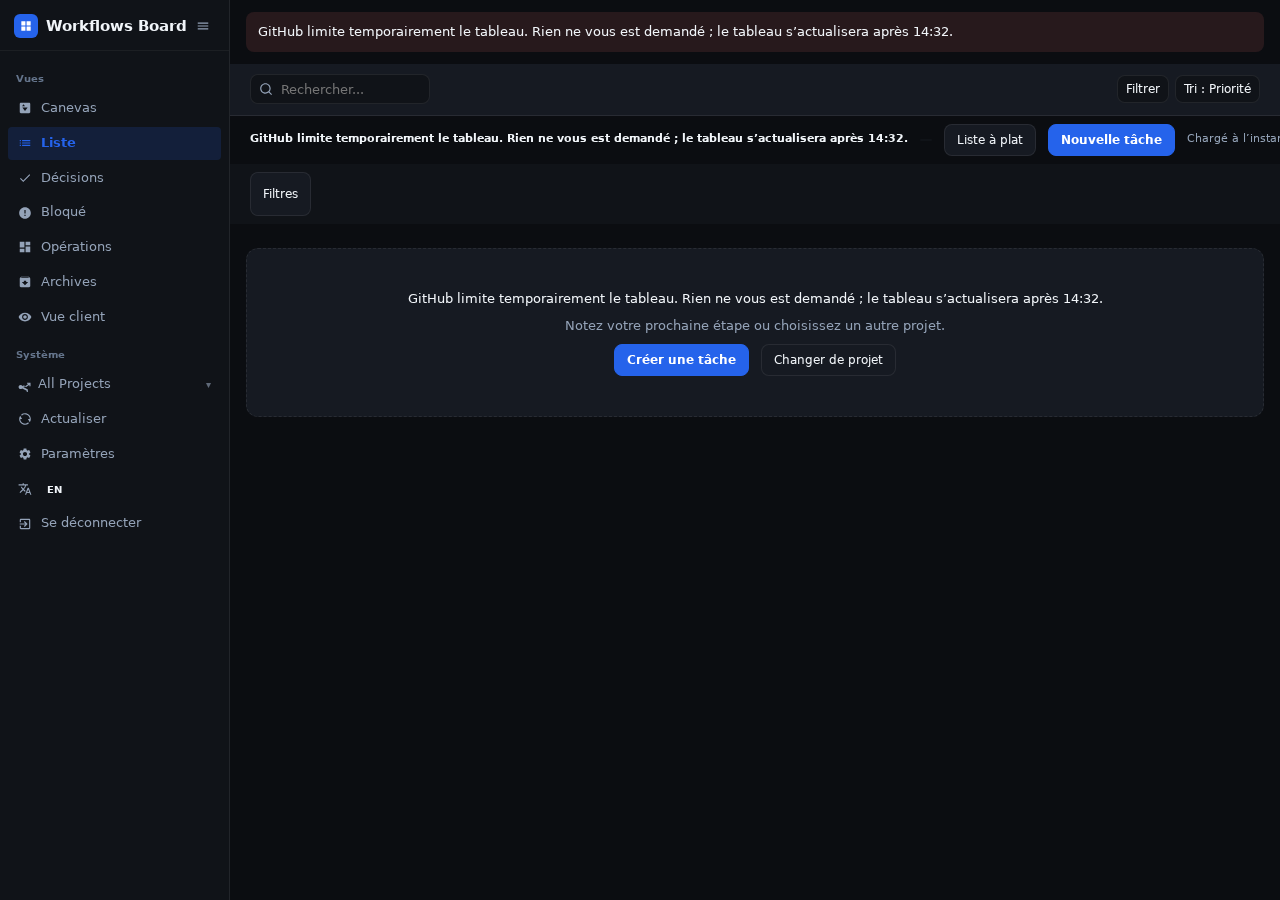 Workflows Board
GitHub limite temporairement le tableau. Rien ne vous est demandé ; le tableau s’actualisera après 14:32.
Vues
Canevas
Liste
Décisions
Bloqué
Opérations
Archives
Vue client
Système
All Projects
Actualiser
Paramètres
EN
Se déconnecter
Rechercher...
Filtrer
Tri : Priorité
GitHub limite temporairement le tableau. Rien ne vous est demandé ; le tableau s’actualisera après 14:32.
Liste à plat
Nouvelle tâche
Chargé à l’instan
Filtres
GitHub limite temporairement le tableau. Rien ne vous est demandé ; le tableau s’actualisera après 14:32.
Notez votre prochaine étape ou choisissez un autre projet.
Créer une tâche
Changer de projet